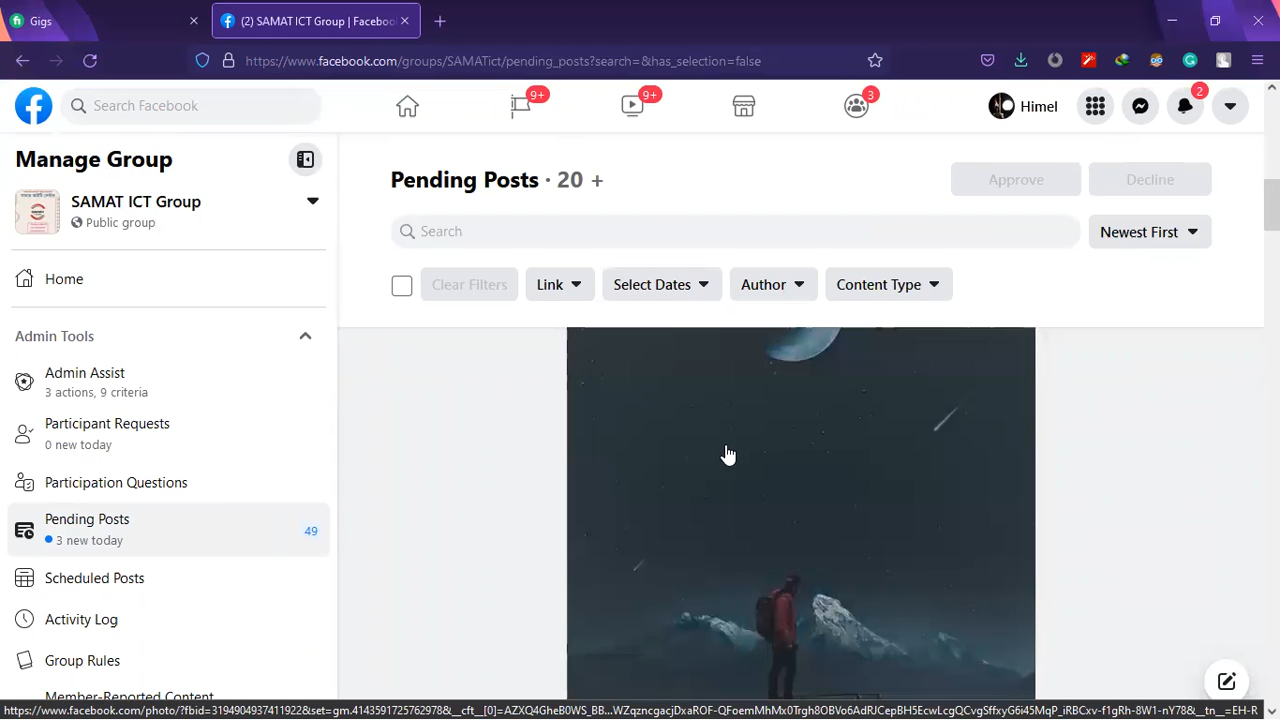 Gigs
(2) SAMAT ICT Group | Facebook
https://www.facebook.com/groups/SAMATict/pending_posts?search=&has_selection=false
Search Facebook
9+
9+
3
Himel
2
Manage Group
SAMAT ICT Group
Public group
Home
Admin Tools
Admin Assist
3 actions, 9 criteria
Participant Requests
0 new today
Participation Questions
Pending Posts
3 new today
49
Scheduled Posts
Activity Log
Group Rules
Member-Reported Content
Pending Posts · 20 +
Approve
Decline
Search
Newest First
Clear Filters
Link
Select Dates
Author
Content Type